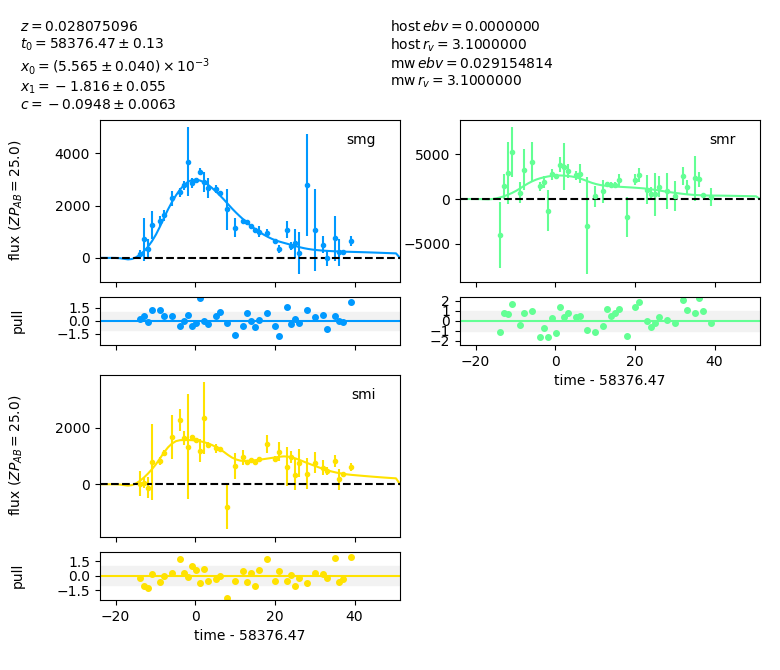 z = 0.028075096
t₀ = 58376.47 ± 0.13
x₀ = (5.565 ± 0.040) × 10⁻³
x₁ = −1.816 ± 0.055
c = −0.0948 ± 0.0063
host ebv = 0.0000000
host r_v = 3.1000000
mw ebv = 0.029154814
mw r_v = 3.1000000
smg
flux (ZP_AB = 25.0)
4000
2000
0
pull
1.5
0.0
−1.5
smr
5000
0
−5000
2
1
0
−1
−2
−20 0 20 40
time - 58376.47
smi
flux (ZP_AB = 25.0)
2000
0
pull
1.5
0.0
−1.5
−20 0 20 40
time - 58376.47